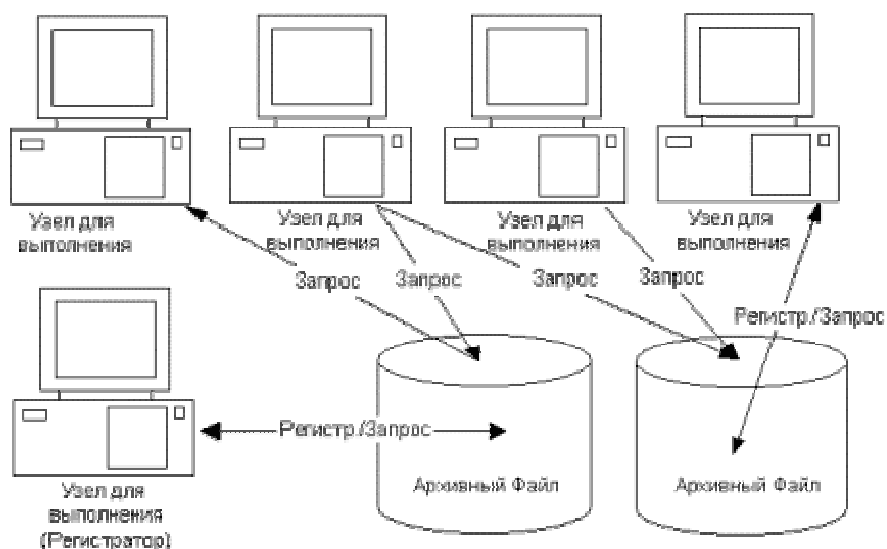 Узел для
выполнения
Узел для
выполнения
Узел для
выполнения
Узел для
выполнения
Запрос
Запрос
Запрос
Запрос
Регистр./Запрос
Регистр./Запрос
Архивный Файл
Архивный Файл
Узел для
выполнения
(Регистратор)